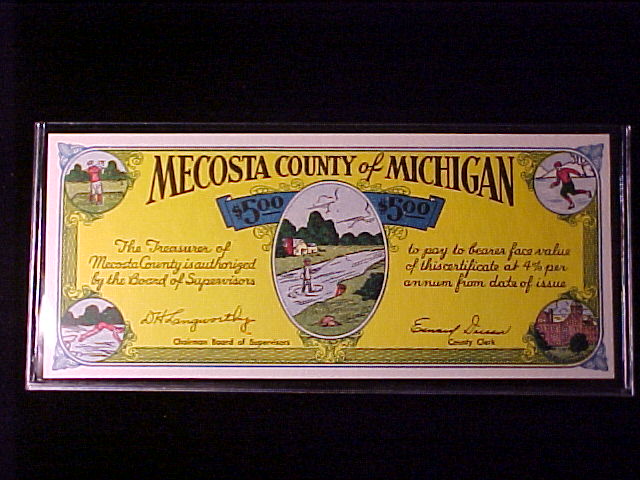 MECOSTA COUNTY of MICHIGAN
$5.00 $5.00
The Treasurer of
Mecosta County is authorized
by the Board of Supervisors
to pay to bearer face value
of this certificate at 4% per
annum from date of issue
D H Langworthy
Chairman Board of Supervisors
County Clerk